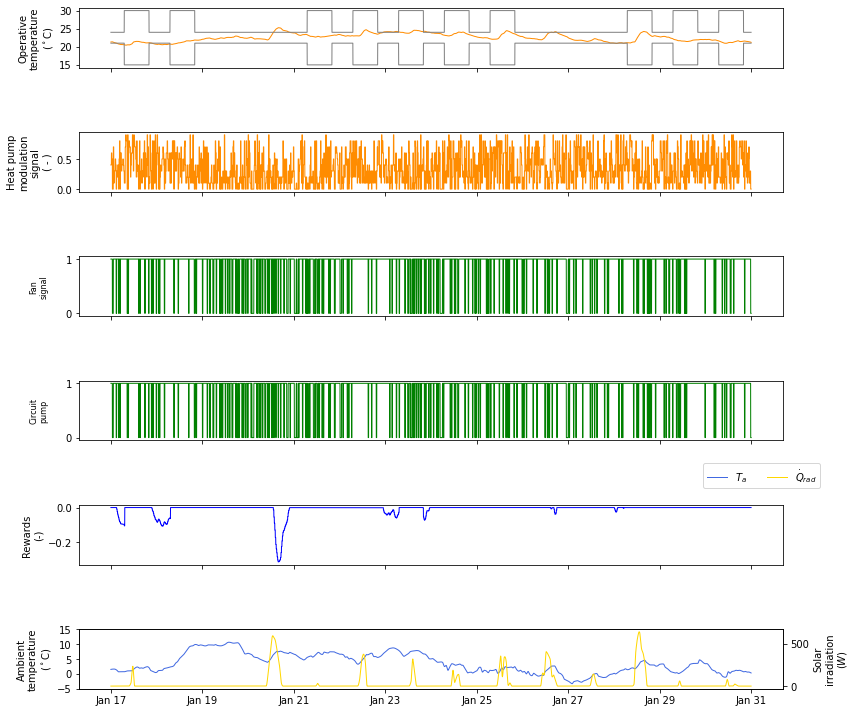 Operative
temperature
(°C)
30
25
20
15
Heat pump
modulation
signal
( - )
0.5
0.0
Fan
signal
1
0
Circuit
pump
1
0
T_a
Q̇_rad
Rewards
(-)
0.0
−0.2
Ambient
temperature
(°C)
15
10
5
0
−5
500
0
Solar
irradiation
(W)
Jan 17
Jan 19
Jan 21
Jan 23
Jan 25
Jan 27
Jan 29
Jan 31